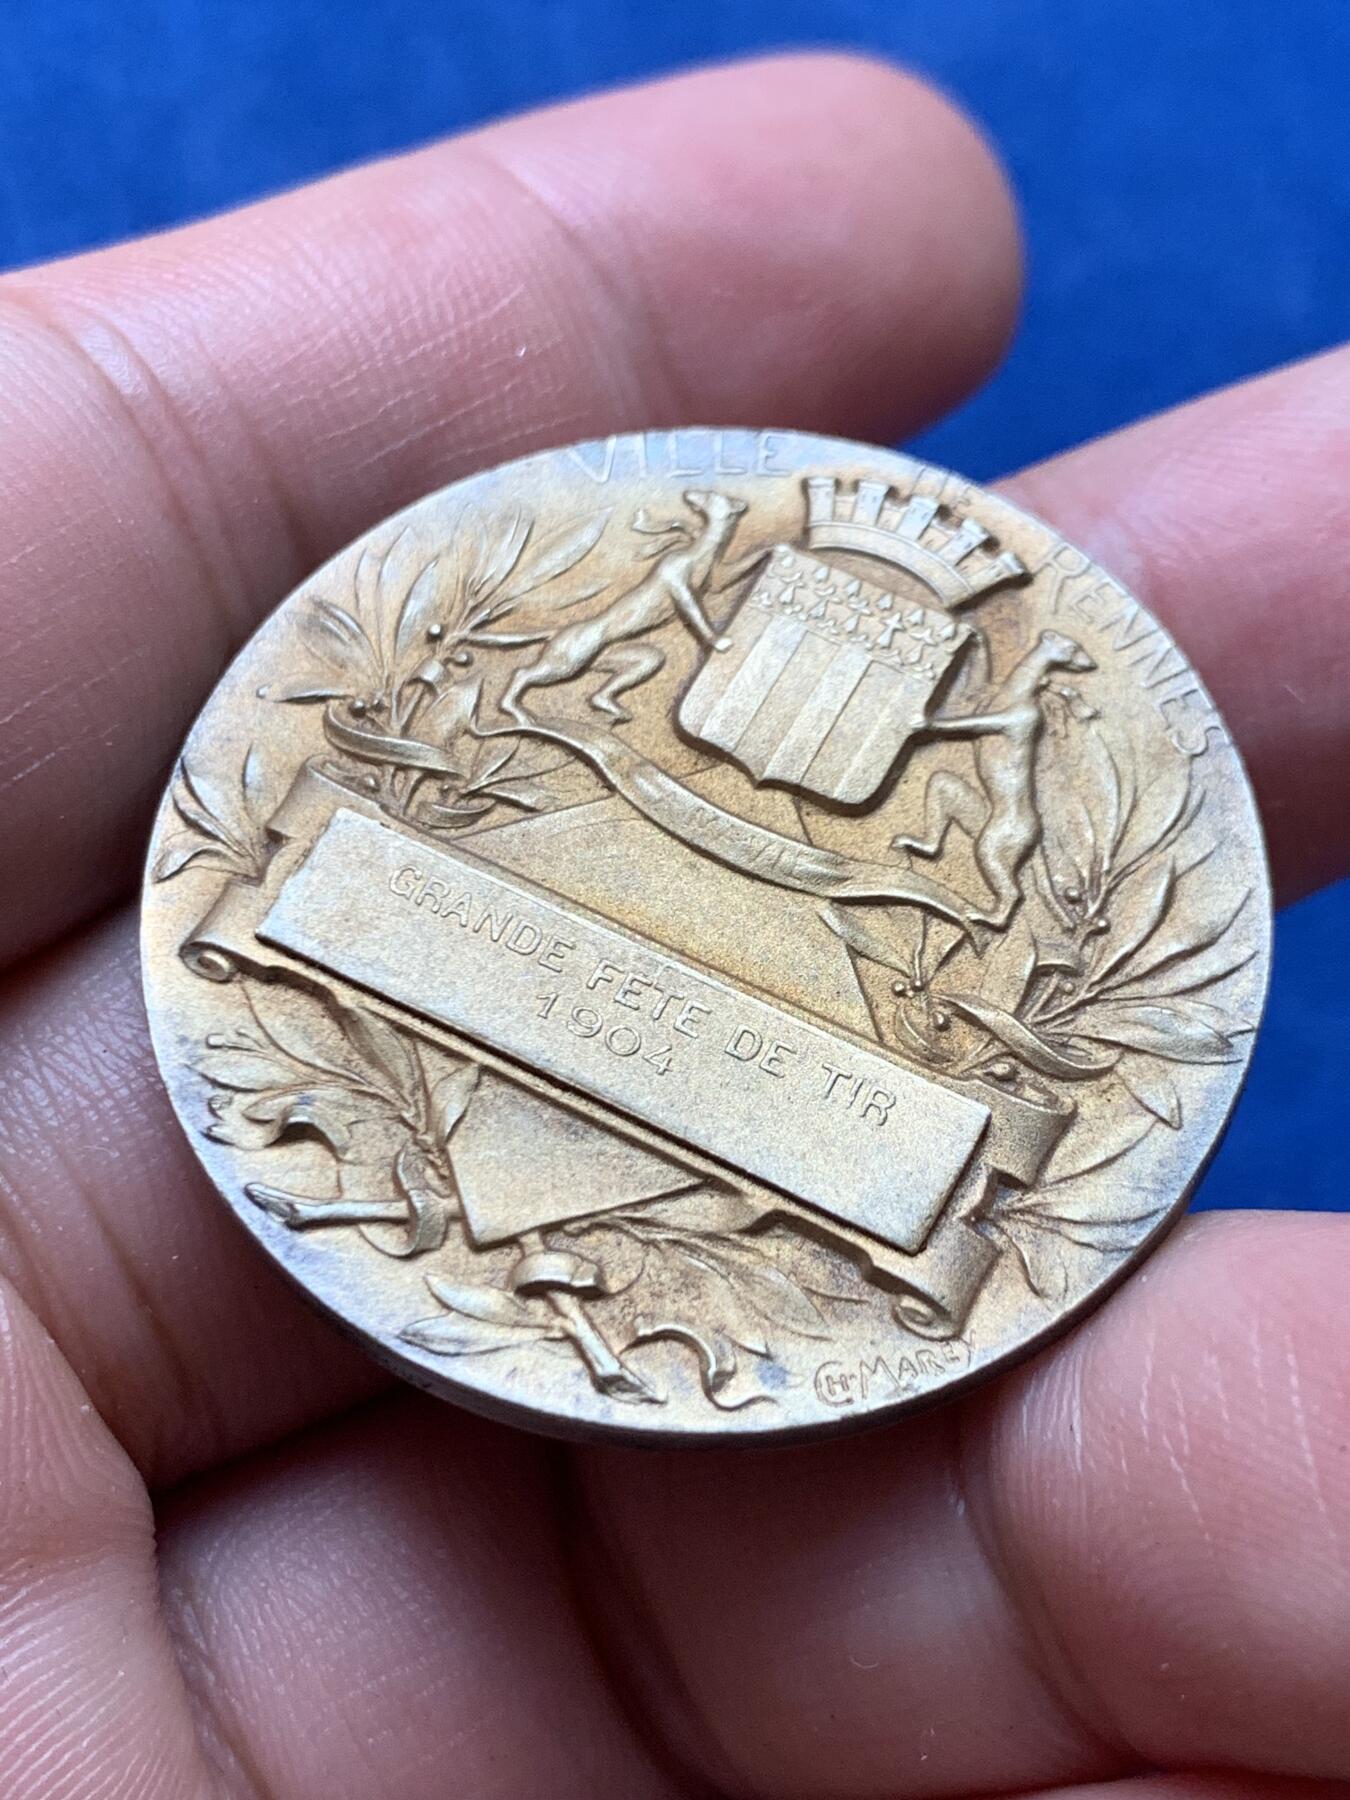 VILLE DE RENNES
GRANDE FETE DE TIR
1904
CH. MAREY